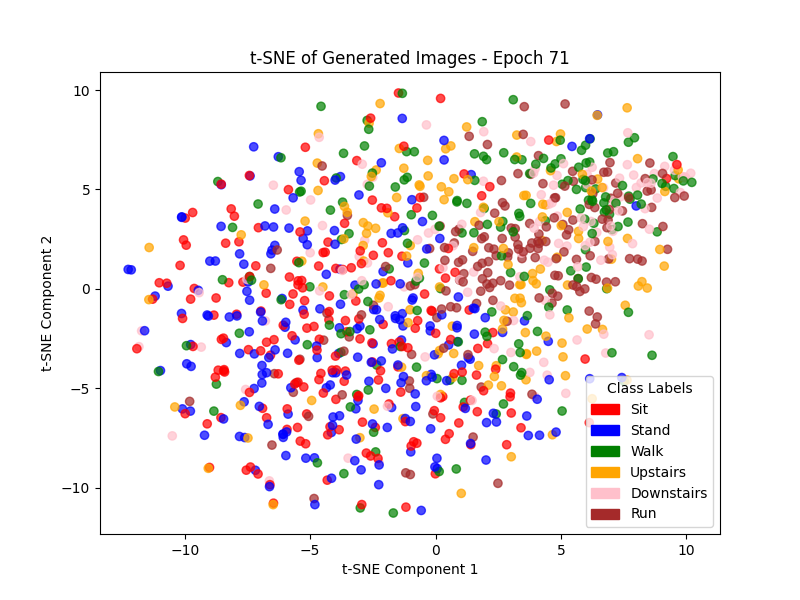 t-SNE of Generated Images - Epoch 71
10
5
0
−5
−10
t-SNE Component 2
−10
−5
0
5
10
t-SNE Component 1
Class Labels
Sit
Stand
Walk
Upstairs
Downstairs
Run